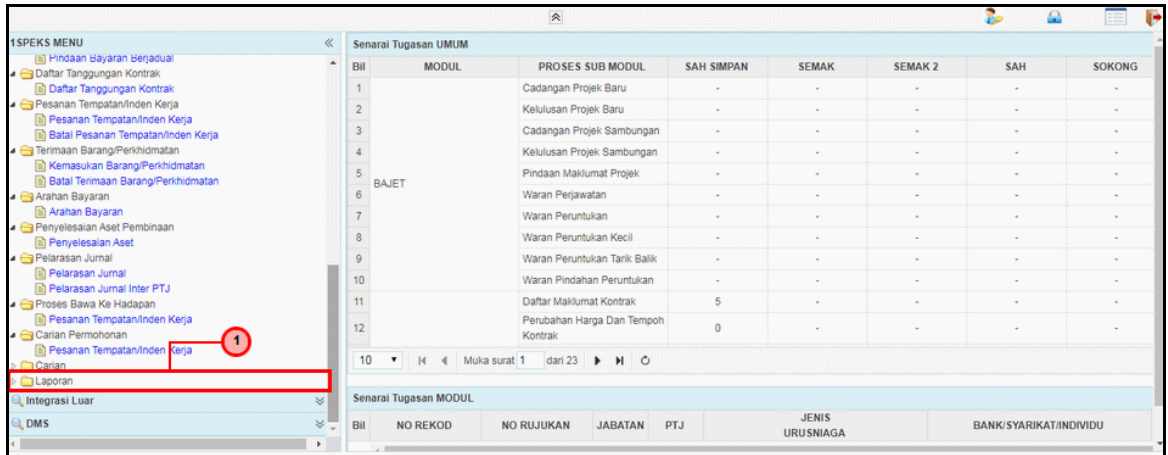 1SPEKS MENU
Pindaan Bayaran Berjadual
Daftar Tanggungan Kontrak
Daftar Tanggungan Kontrak
Pesanan Tempatan/Inden Kerja
Pesanan Tempatan/Inden Kerja
Batal Pesanan Tempatan/Inden Kerja
Terimaan Barang/Perkhidmatan
Kemasukan Barang/Perkhidmatan
Batal Terimaan Barang/Perkhidmatan
Arahan Bayaran
Arahan Bayaran
Penyelesaian Aset Pembinaan
Penyelesaian Aset
Pelarasan Jurnal
Pelarasan Jurnal
Pelarasan Jurnal Inter PTJ
Proses Bawa Ke Hadapan
Pesanan Tempatan/Inden Kerja
Carian Permohonan
1
Pesanan Tempatan/Inden Kerja
Carian
Laporan
Integrasi Luar
DMS
Senarai Tugasan UMUM
Bil MODUL PROSES SUB MODUL SAH SIMPAN SEMAK SEMAK 2 SAH SOKONG
1 Cadangan Projek Baru - - - - -
2 Kelulusan Projek Baru - - - - -
3 Cadangan Projek Sambungan - - - - -
4 Kelulusan Projek Sambungan - - - - -
5 Pindaan Maklumat Projek - - - - -
BAJET
6 Waran Perjawatan - - - - -
7 Waran Peruntukan - - - - -
8 Waran Peruntukan Kecil - - - - -
9 Waran Peruntukan Tarik Balik - - - - -
10 Waran Pindahan Peruntukan - - - - -
11 Daftar Maklumat Kontrak 5 - - - -
12 Perubahan Harga Dan Tempoh 0 - - - -
Kontrak
10 Muka surat 1 dari 23
Senarai Tugasan MODUL
Bil NO REKOD NO RUJUKAN JABATAN PTJ JENIS BANK/SYARIKAT/INDIVIDU
URUSNIAGA